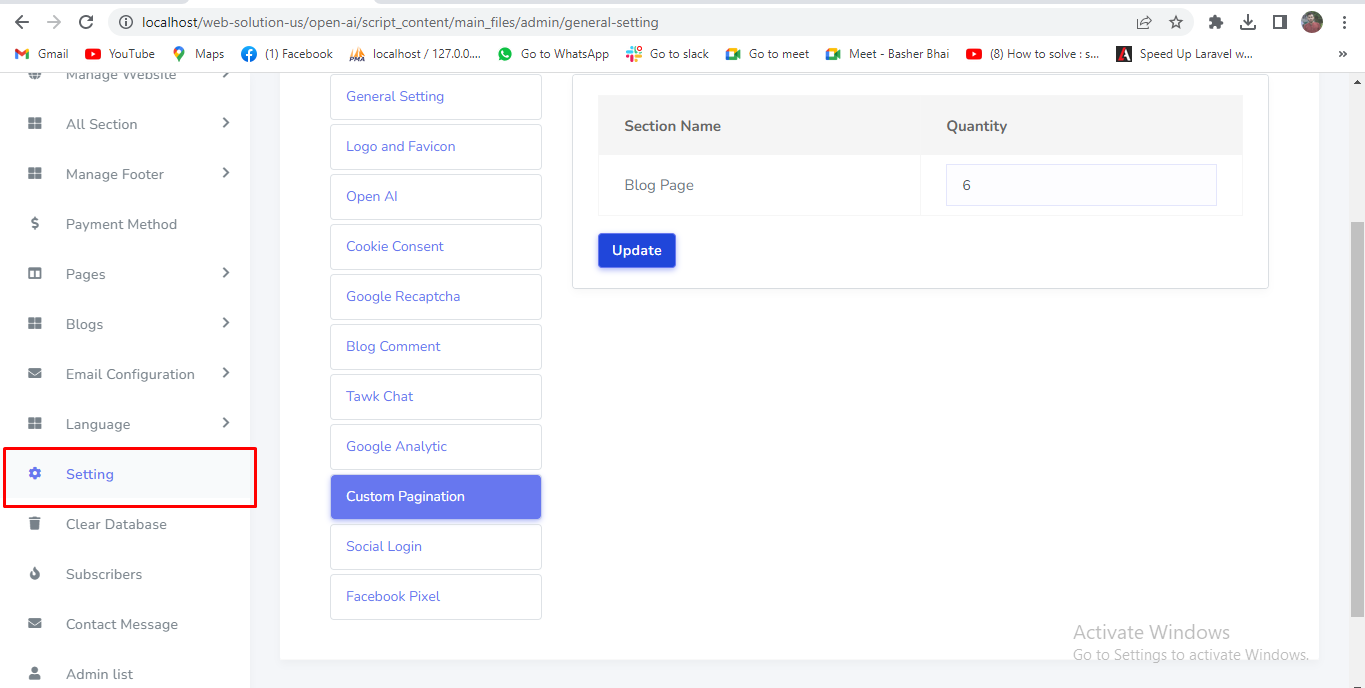 localhost/web-solution-us/open-ai/script_content/main_files/admin/general-setting
Gmail
YouTube
Maps
(1) Facebook
PMA
localhost / 127.0.0....
Go to WhatsApp
Go to slack
Go to meet
Meet - Basher Bhai
(8) How to solve : s...
Speed Up Laravel w...
»
Manage Website
All Section
Manage Footer
Payment Method
Pages
Blogs
Email Configuration
Language
Setting
Clear Database
Subscribers
Contact Message
Admin list
General Setting
Logo and Favicon
Open AI
Cookie Consent
Google Recaptcha
Blog Comment
Tawk Chat
Google Analytic
Custom Pagination
Social Login
Facebook Pixel
Section Name
Quantity
Blog Page
6
Update
Activate Windows
Go to Settings to activate Windows.